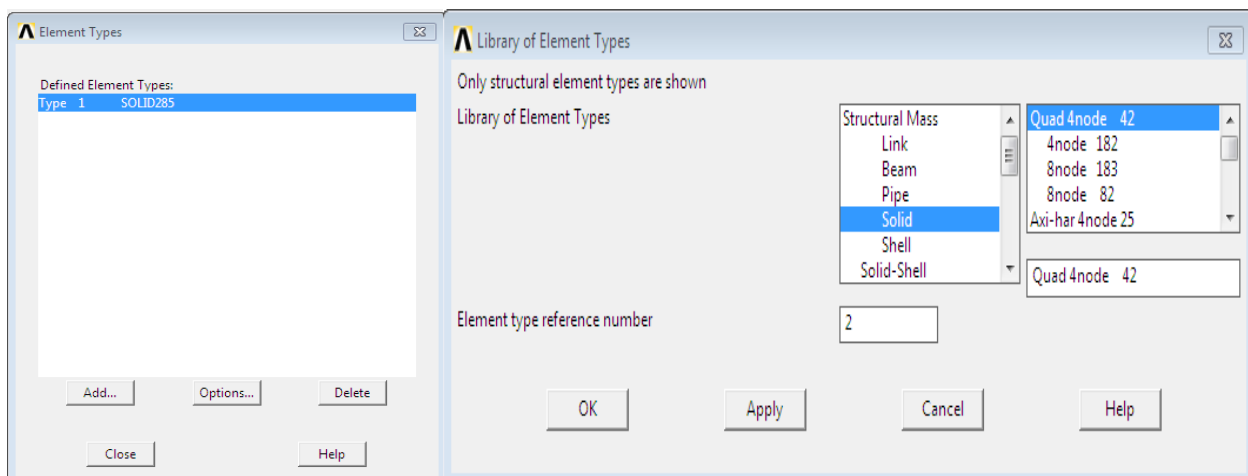 Element Types
Defined Element Types:
Type 1 SOLID285
Add...
Options...
Delete
Close
Help
Library of Element Types
Only structural element types are shown
Library of Element Types
Structural Mass
Link
Beam
Pipe
Solid
Shell
Solid-Shell
Quad 4node 42
4node 182
8node 183
8node 82
Axi-har 4node 25
Quad 4node 42
Element type reference number
2
OK
Apply
Cancel
Help